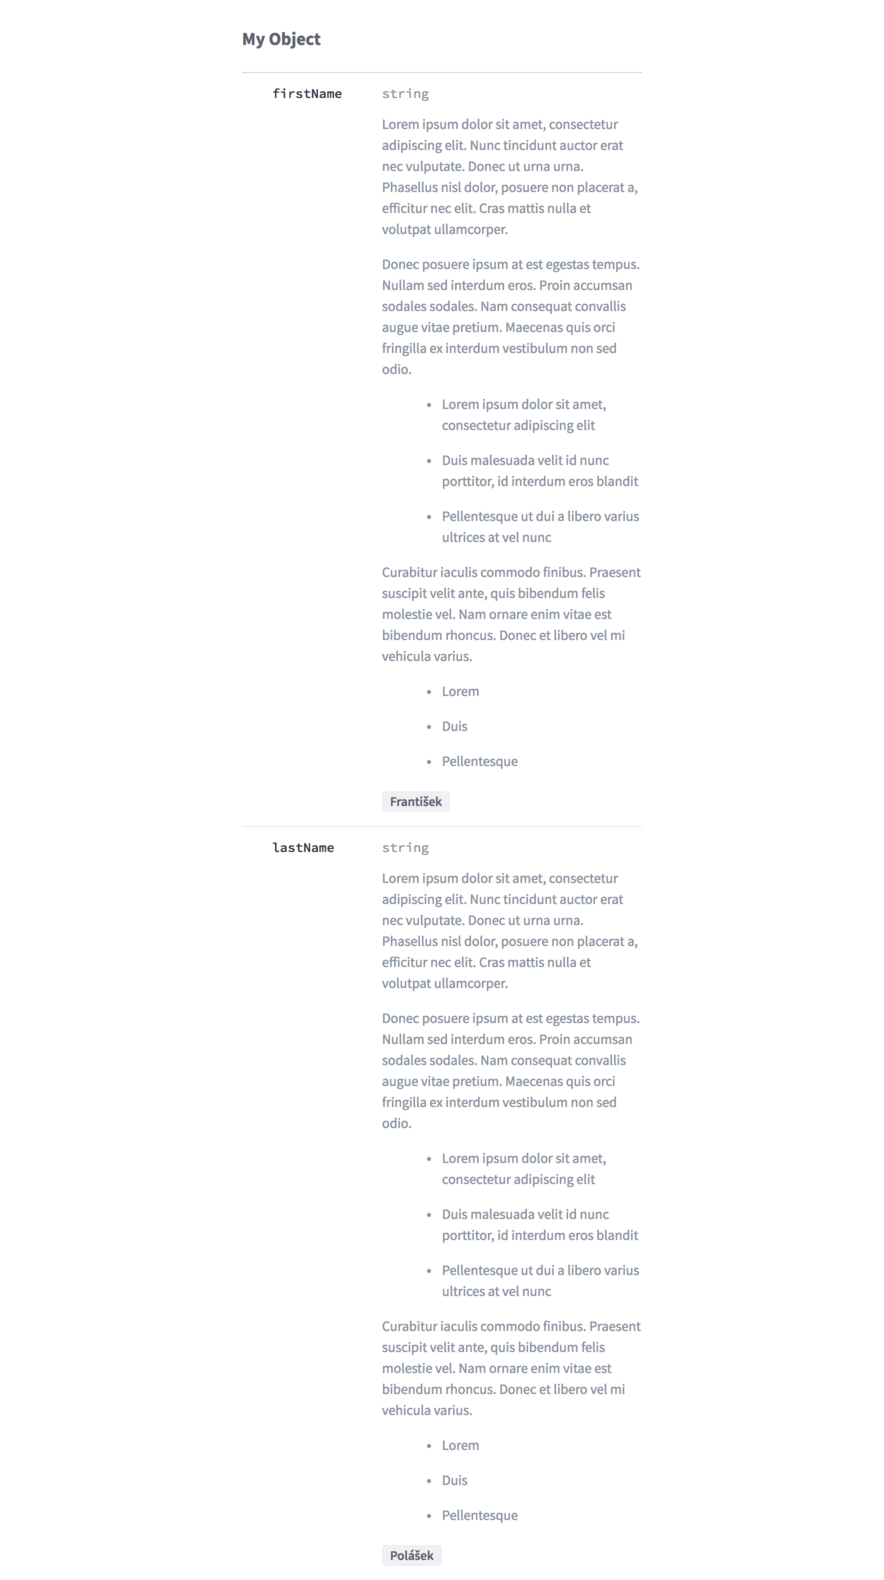 My Object
firstName
string
Lorem ipsum dolor sit amet, consectetur
adipiscing elit. Nunc tincidunt auctor erat
nec vulputate. Donec ut urna urna.
Phasellus nisl dolor, posuere non placerat a,
efficitur nec elit. Cras mattis nulla et
volutpat ullamcorper.
Donec posuere ipsum at est egestas tempus.
Nullam sed interdum eros. Proin accumsan
sodales sodales. Nam consequat convallis
augue vitae pretium. Maecenas quis orci
fringilla ex interdum vestibulum non sed
odio.
• Lorem ipsum dolor sit amet,
consectetur adipiscing elit
• Duis malesuada velit id nunc
porttitor, id interdum eros blandit
• Pellentesque ut dui a libero varius
ultrices at vel nunc
Curabitur iaculis commodo finibus. Praesent
suscipit velit ante, quis bibendum felis
molestie vel. Nam ornare enim vitae est
bibendum rhoncus. Donec et libero vel mi
vehicula varius.
• Lorem
• Duis
• Pellentesque
František
lastName
string
Lorem ipsum dolor sit amet, consectetur
adipiscing elit. Nunc tincidunt auctor erat
nec vulputate. Donec ut urna urna.
Phasellus nisl dolor, posuere non placerat a,
efficitur nec elit. Cras mattis nulla et
volutpat ullamcorper.
Donec posuere ipsum at est egestas tempus.
Nullam sed interdum eros. Proin accumsan
sodales sodales. Nam consequat convallis
augue vitae pretium. Maecenas quis orci
fringilla ex interdum vestibulum non sed
odio.
• Lorem ipsum dolor sit amet,
consectetur adipiscing elit
• Duis malesuada velit id nunc
porttitor, id interdum eros blandit
• Pellentesque ut dui a libero varius
ultrices at vel nunc
Curabitur iaculis commodo finibus. Praesent
suscipit velit ante, quis bibendum felis
molestie vel. Nam ornare enim vitae est
bibendum rhoncus. Donec et libero vel mi
vehicula varius.
• Lorem
• Duis
• Pellentesque
Polášek